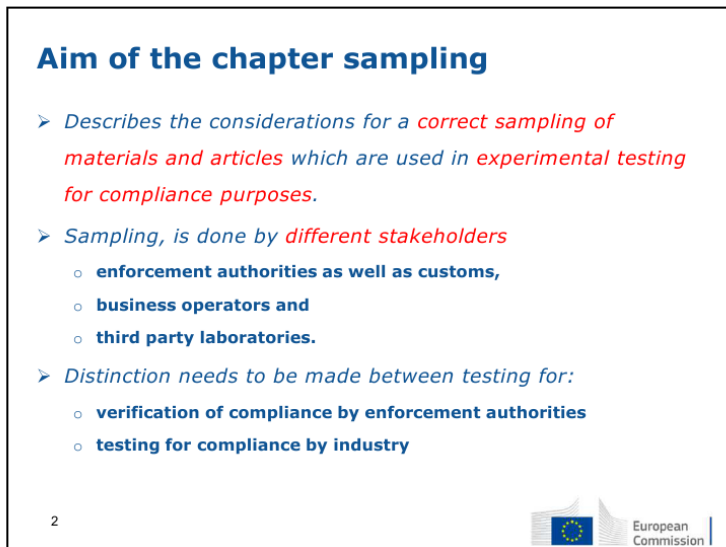 Aim of the chapter sampling
➢ Describes the considerations for a correct sampling of
materials and articles which are used in experimental testing
for compliance purposes.
➢ Sampling, is done by different stakeholders
o enforcement authorities as well as customs,
o business operators and
o third party laboratories.
➢ Distinction needs to be made between testing for:
o verification of compliance by enforcement authorities
o testing for compliance by industry
2
European
Commission